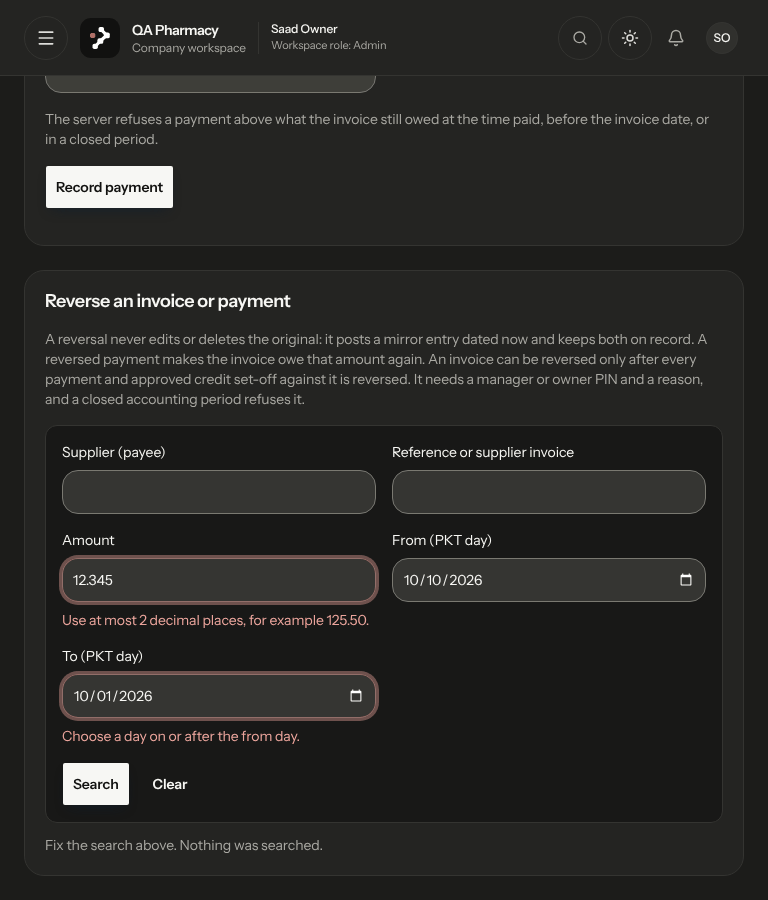 QA Pharmacy
Company workspace
Saad Owner
Workspace role: Admin
SO
The server refuses a payment above what the invoice still owed at the time paid, before the invoice date, or
in a closed period.
Record payment
Reverse an invoice or payment
A reversal never edits or deletes the original: it posts a mirror entry dated now and keeps both on record. A
reversed payment makes the invoice owe that amount again. An invoice can be reversed only after every
payment and approved credit set-off against it is reversed. It needs a manager or owner PIN and a reason,
and a closed accounting period refuses it.
Supplier (payee)
Reference or supplier invoice
Amount
From (PKT day)
12.345
10/10/2026
Use at most 2 decimal places, for example 125.50.
To (PKT day)
10/01/2026
Choose a day on or after the from day.
Search
Clear
Fix the search above. Nothing was searched.